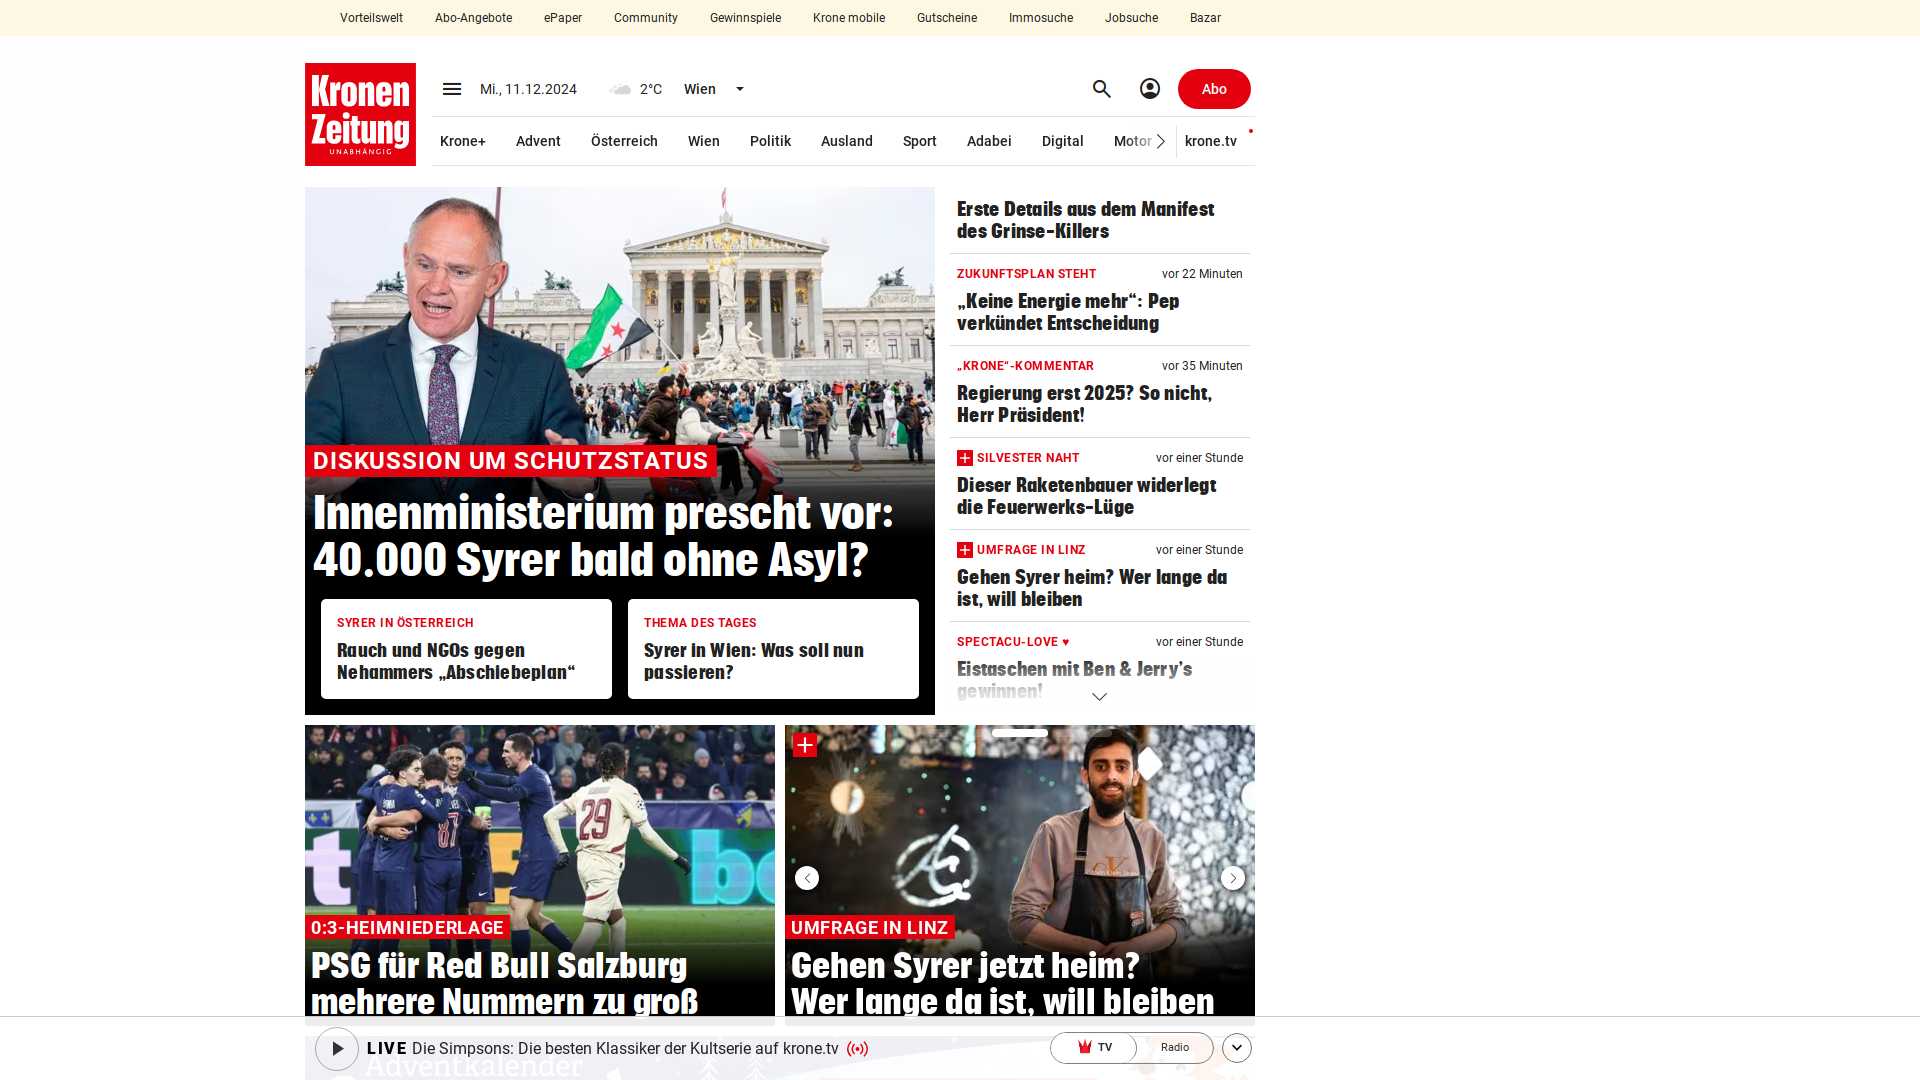 Vorteilswelt Abo-Angebote ePaper Community Gewinnspiele Krone mobile Gutscheine Immosuche Jobsuche Bazar
Kronen
Zeitung
UNABHÄNGIG
Mi., 11.12.2024 2°C Wien Abo
Krone+ Advent Österreich Wien Politik Ausland Sport Adabei Digital Motor krone.tv
DISKUSSION UM SCHUTZSTATUS
Innenministerium prescht vor:
40.000 Syrer bald ohne Asyl?
SYRER IN ÖSTERREICH
Rauch und NGOs gegen
Nehammers „Abschiebeplan“
THEMA DES TAGES
Syrer in Wien: Was soll nun
passieren?
Erste Details aus dem Manifest
des Grinse-Killers
ZUKUNFTSPLAN STEHT vor 22 Minuten
„Keine Energie mehr“: Pep
verkündet Entscheidung
„KRONE“-KOMMENTAR vor 35 Minuten
Regierung erst 2025? So nicht,
Herr Präsident!
SILVESTER NAHT vor einer Stunde
Dieser Raketenbauer widerlegt
die Feuerwerks-Lüge
UMFRAGE IN LINZ vor einer Stunde
Gehen Syrer heim? Wer lange da
ist, will bleiben
SPECTACU-LOVE ♥ vor einer Stunde
Eistaschen mit Ben & Jerry’s
gewinnen!
87
29
0:3-HEIMNIEDERLAGE
PSG für Red Bull Salzburg
mehrere Nummern zu groß
UMFRAGE IN LINZ
Gehen Syrer jetzt heim?
Wer lange da ist, will bleiben
LIVE Die Simpsons: Die besten Klassiker der Kultserie auf krone.tv TV Radio
Adventkalender